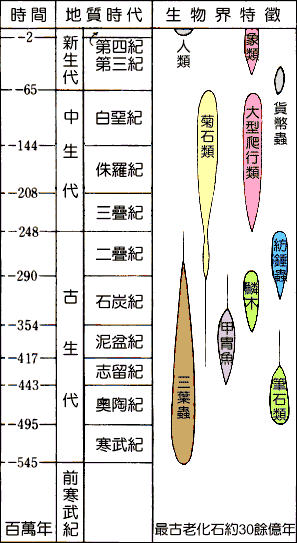 時間 地質時代 生物界特徵
-2
-65
-144
-208
-248
-290
-354
-417
-443
-495
-545
百萬年
新生代
中生代
古生代
前寒武紀
第四紀
第三紀
白堊紀
侏羅紀
三疊紀
二疊紀
石炭紀
泥盆紀
志留紀
奧陶紀
寒武紀
人類
象類
貨幣蟲
菊石類
大型爬行類
紡錘蟲
鱗木
甲冑魚
三葉蟲
筆石類
最古老化石約30餘億年